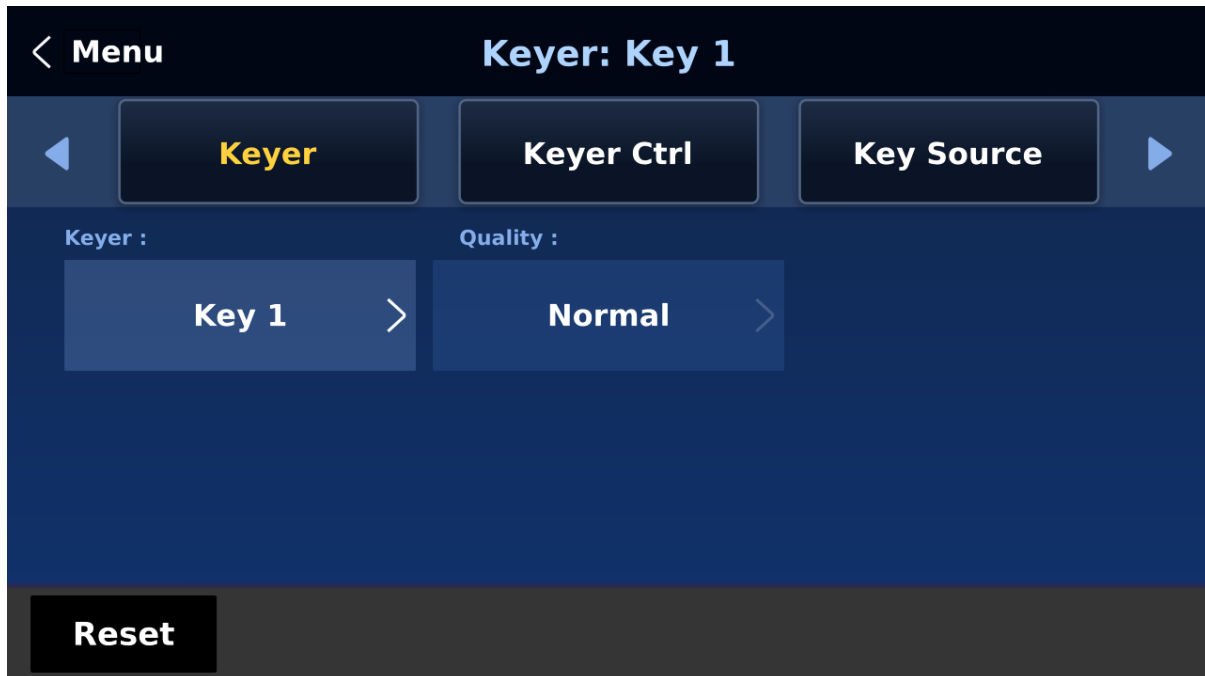 Menu
Keyer: Key 1
Keyer
Keyer Ctrl
Key Source
Keyer :
Quality :
Key 1
Normal
Reset